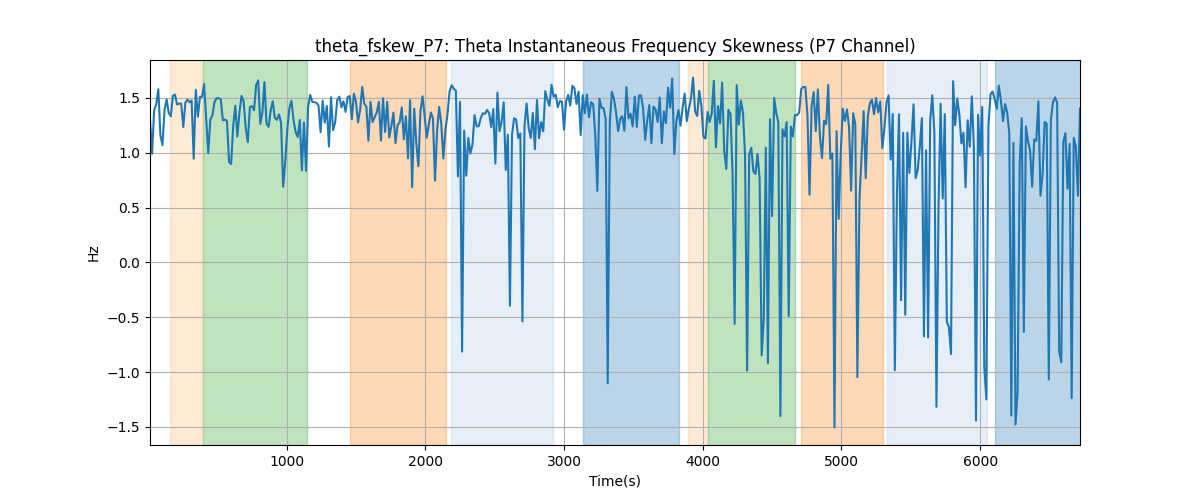 theta_fskew_P7: Theta Instantaneous Frequency Skewness (P7 Channel)
1.5
1.0
0.5
0.0
−0.5
−1.0
−1.5
Hz
1000 2000 3000 4000 5000 6000
Time(s)